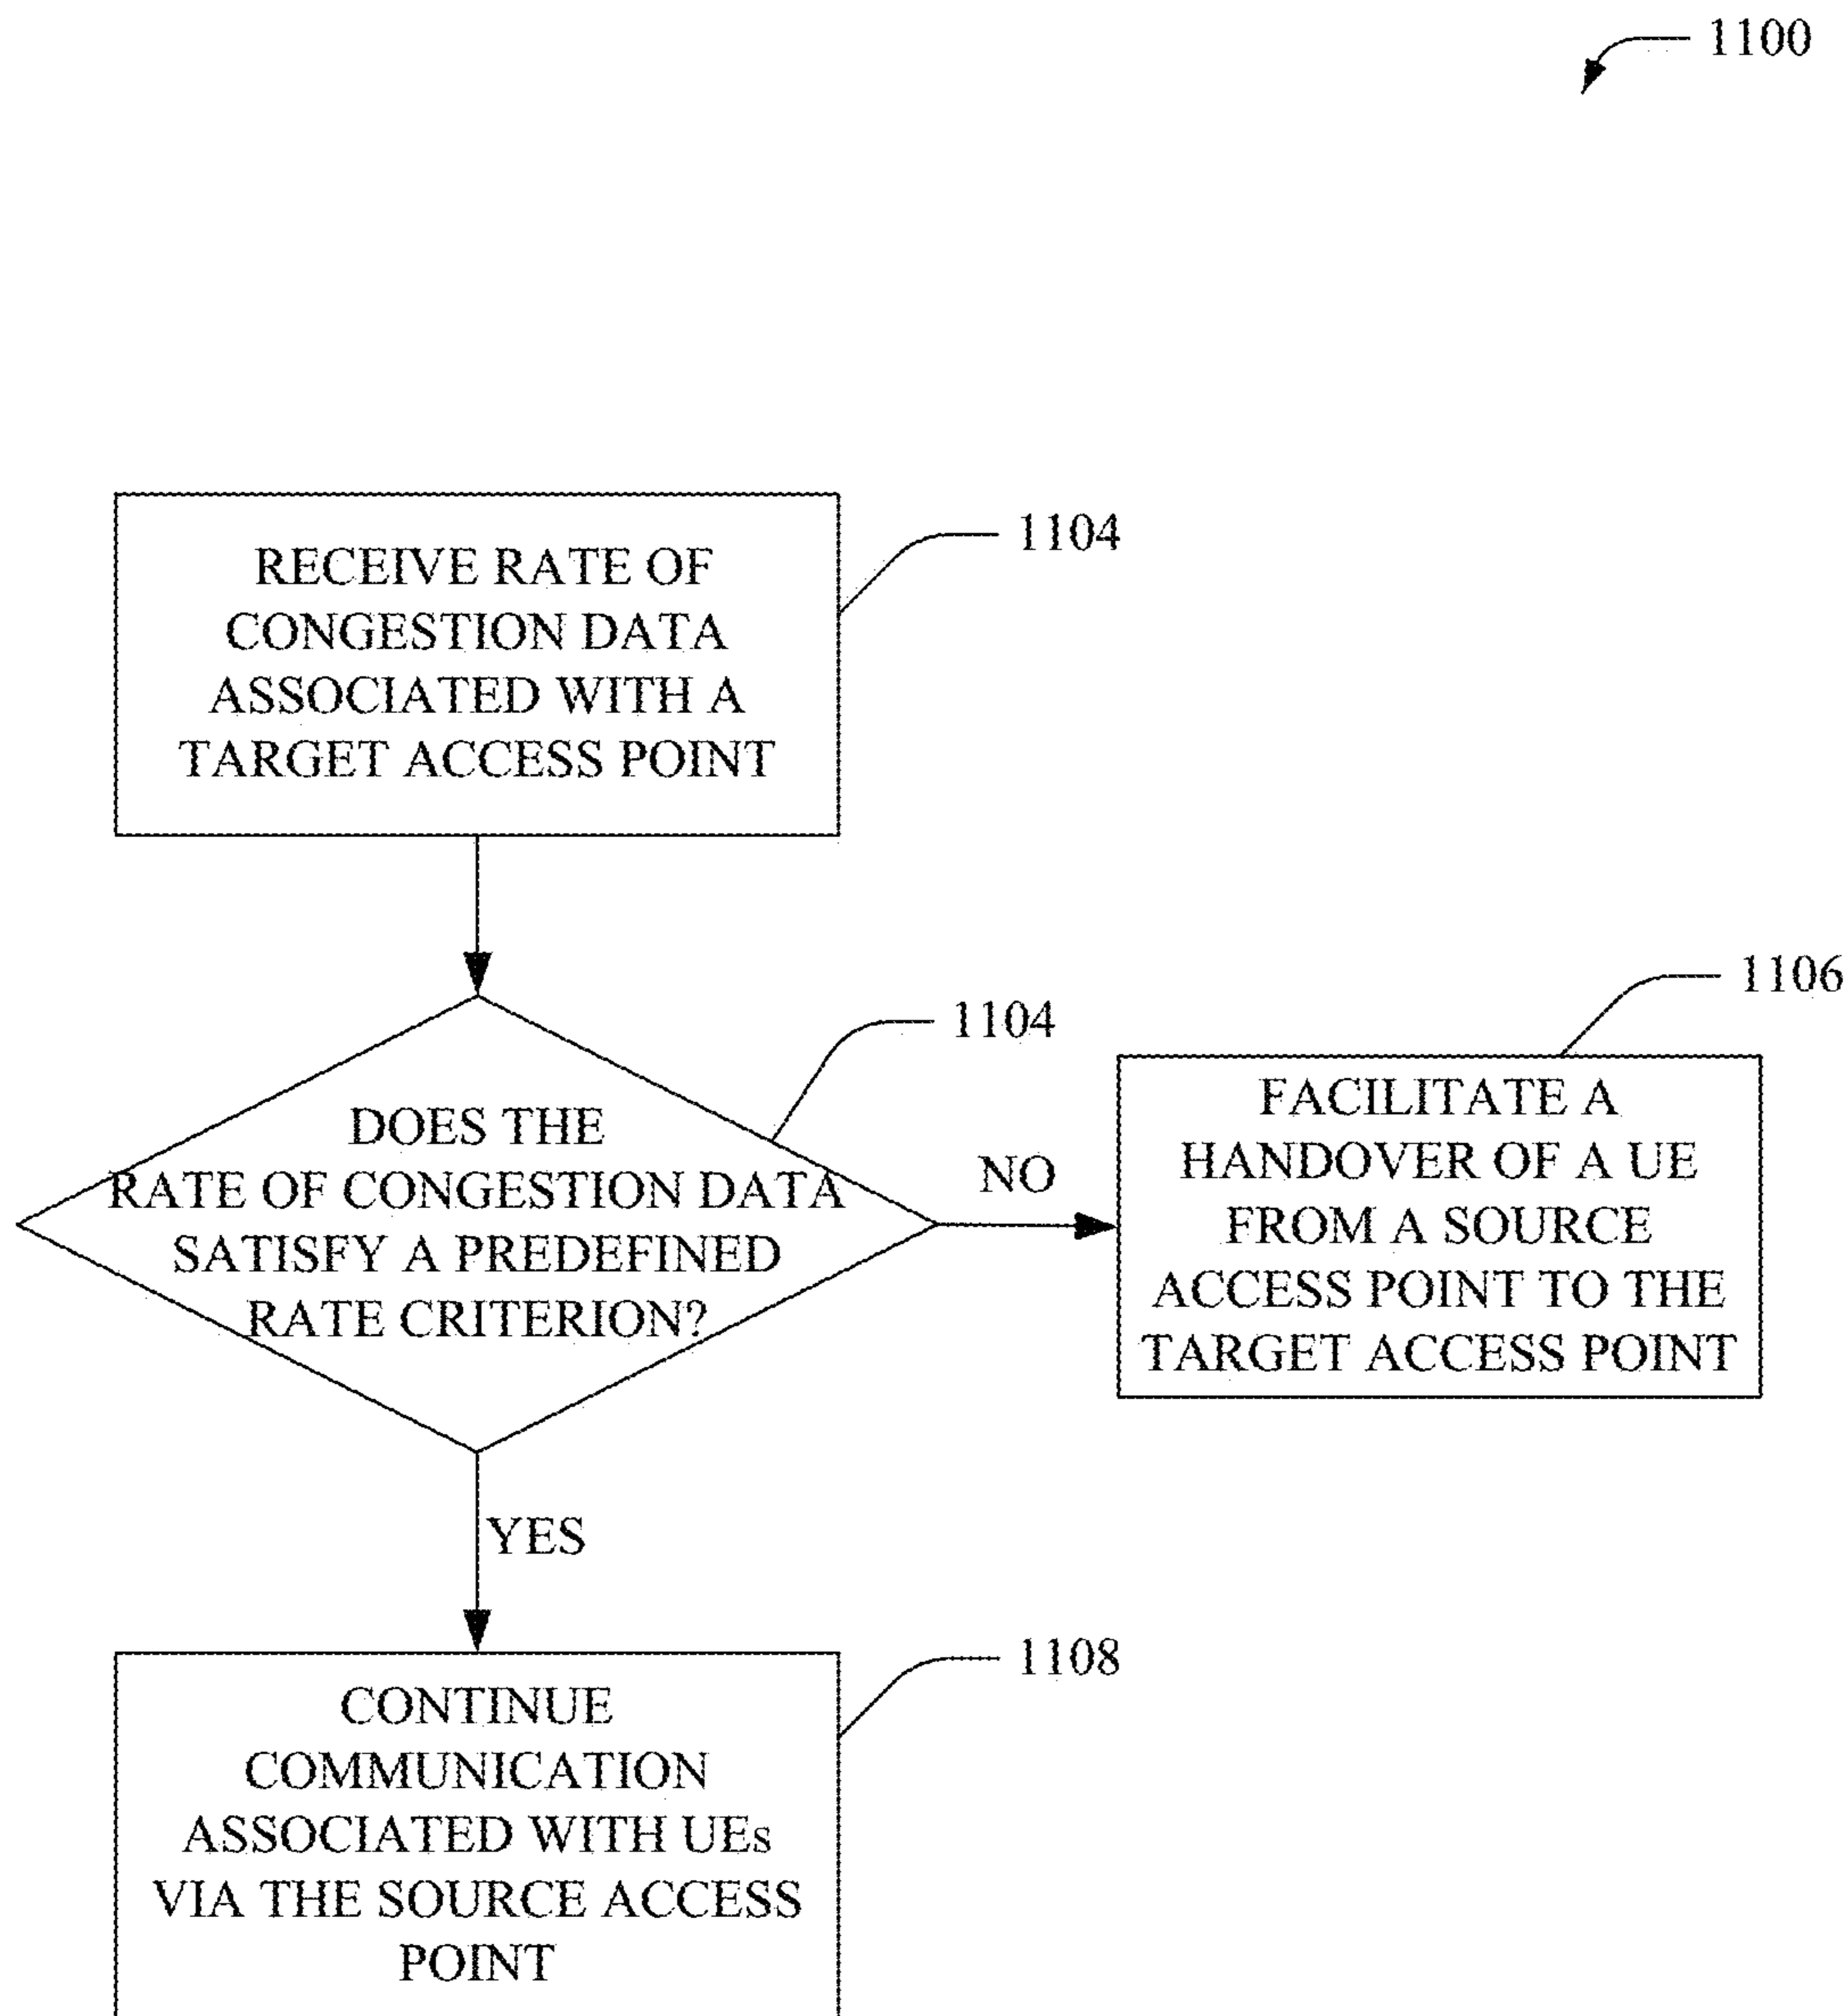 1100
RECEIVE RATE OF
CONGESTION DATA
ASSOCIATED WITH A
TARGET ACCESS POINT
1104
DOES THE
RATE OF CONGESTION DATA
SATISFY A PREDEFINED
RATE CRITERION?
1104
NO
FACILITATE A
HANDOVER OF A UE
FROM A SOURCE
ACCESS POINT TO THE
TARGET ACCESS POINT
1106
YES
CONTINUE
COMMUNICATION
ASSOCIATED WITH UEs
VIA THE SOURCE ACCESS
POINT
1108